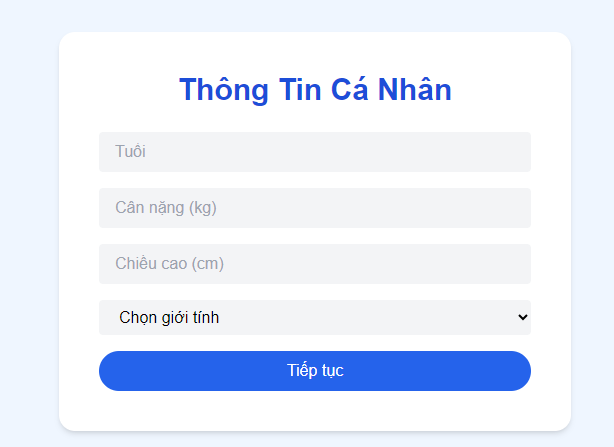 Thông Tin Cá Nhân
Tuổi
Cân nặng (kg)
Chiều cao (cm)
Chọn giới tính
Tiếp tục